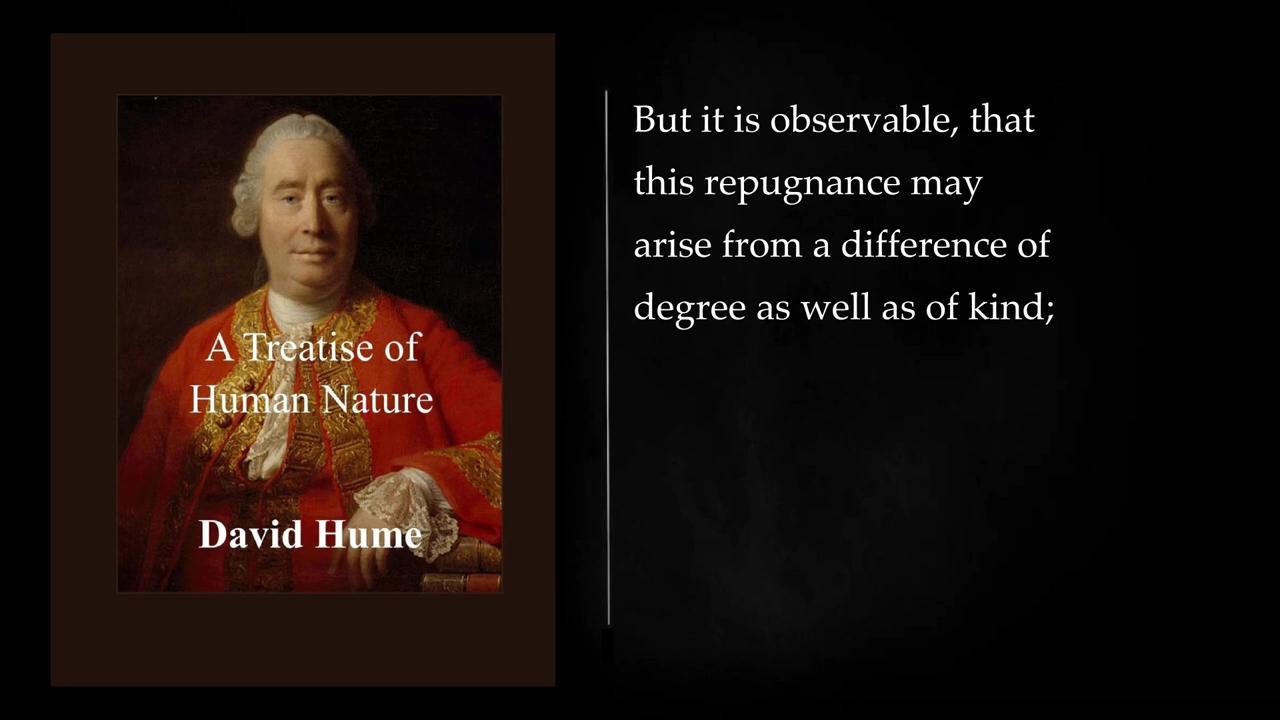 A Treatise of
Human Nature
David Hume
But it is observable, that
this repugnance may
arise from a difference of
degree as well as of kind;